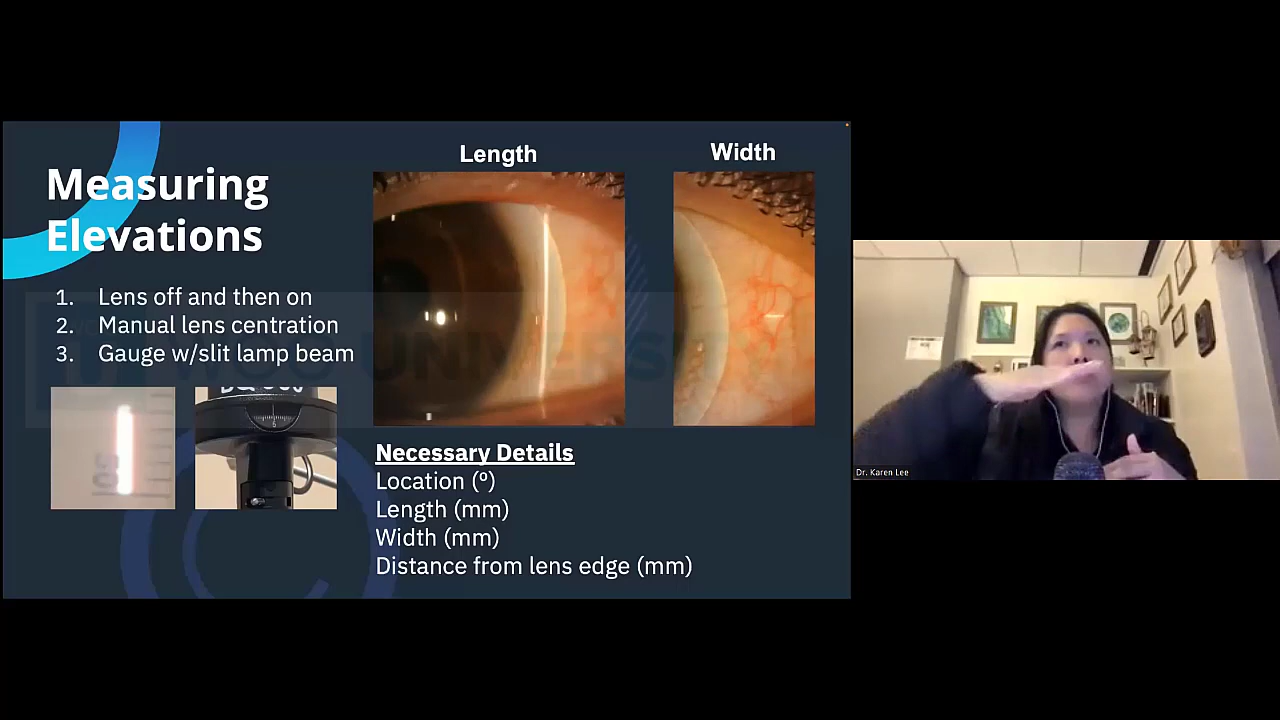 Measuring
Elevations
1. Lens off and then on
2. Manual lens centration
3. Gauge w/slit lamp beam
Length
Width
Necessary Details
Location (º)
Length (mm)
Width (mm)
Distance from lens edge (mm)
Dr. Karen Lee